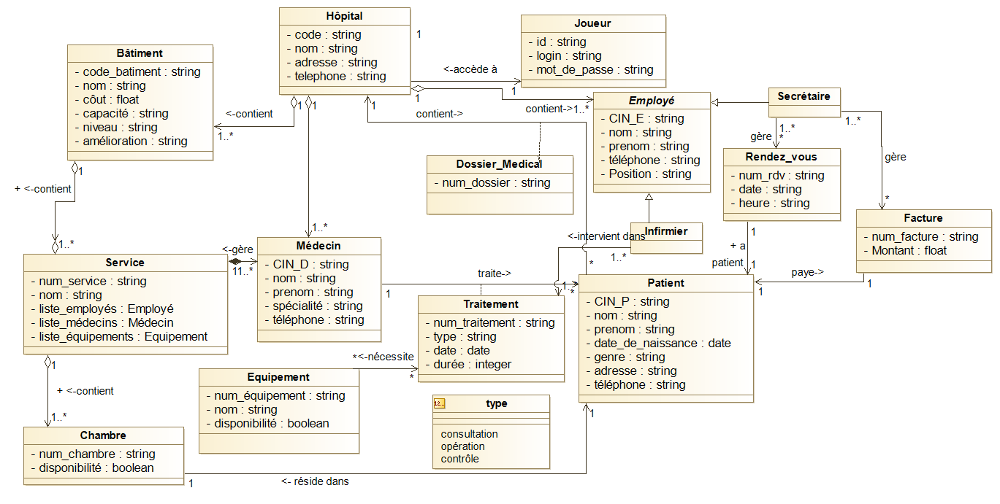 Hôpital
- code : string
- nom : string
- adresse : string
- telephone : string
1
Joueur
- id : string
- login : string
- mot_de_passe : string
<-accède à
1
1
contient->
1..*
Bâtiment
- code_batiment : string
- nom : string
- côut : float
- capacité : string
- niveau : string
- amélioration : string
<-contient
1
1..*
1
1
contient->
Employé
- CIN_E : string
- nom : string
- prenom : string
- téléphone : string
- Position : string
Secrétaire
1..*
gère
*
1..*
gère
*
Rendez_vous
- num_rdv : string
- date : string
- heure : string
Dossier_Medical
- num_dossier : string
1
+ <-contient
1..*
Facture
- num_facture : string
- Montant : float
Infirmier
<-intervient dans
1..*
1
+ a
patient
1
1..*
Médecin
- CIN_D : string
- nom : string
- prenom : string
- spécialité : string
- téléphone : string
<-gère
11..*
Service
- num_service : string
- nom : string
- liste_employés : Employé
- liste_médecins : Médecin
- liste_équipements : Equipement
traite->
1
1..*
*
*
paye->
1
1
Patient
- CIN_P : string
- nom : string
- prenom : string
- date_de_naissance : date
- genre : string
- adresse : string
- téléphone : string
Traitement
- num_traitement : string
- type : string
- date : date
- durée : integer
*<-nécessite
*
Equipement
- num_équipement : string
- nom : string
- disponibilité : boolean
1
+ <-contient
1..*
12...
type
consultation
opération
contrôle
Chambre
- num_chambre : string
- disponibilité : boolean
1
<- réside dans
1